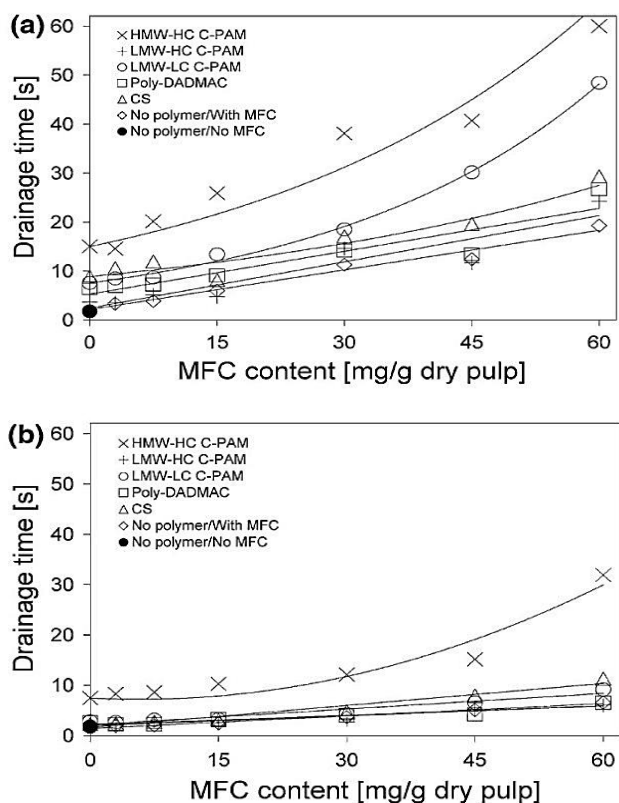 (a)
60
50
40
30
20
10
0
Drainage time [s]
HMW-HC C-PAM
LMW-HC C-PAM
LMW-LC C-PAM
Poly-DADMAC
CS
No polymer/With MFC
No polymer/No MFC
0 15 30 45 60
MFC content [mg/g dry pulp]
(b)
60
50
40
30
20
10
0
Drainage time [s]
HMW-HC C-PAM
LMW-HC C-PAM
LMW-LC C-PAM
Poly-DADMAC
CS
No polymer/With MFC
No polymer/No MFC
0 15 30 45 60
MFC content [mg/g dry pulp]